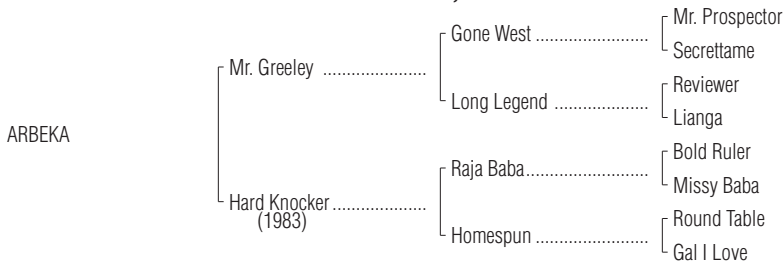 Mr. Prospector
Gone West ..............................
Secrettame
Mr. Greeley ...........................
Reviewer
Long Legend .........................
Lianga
ARBEKA
Bold Ruler
Raja Baba................................
Missy Baba
Hard Knocker ........................
(1983)
Round Table
Homespun .............................
Gal I Love